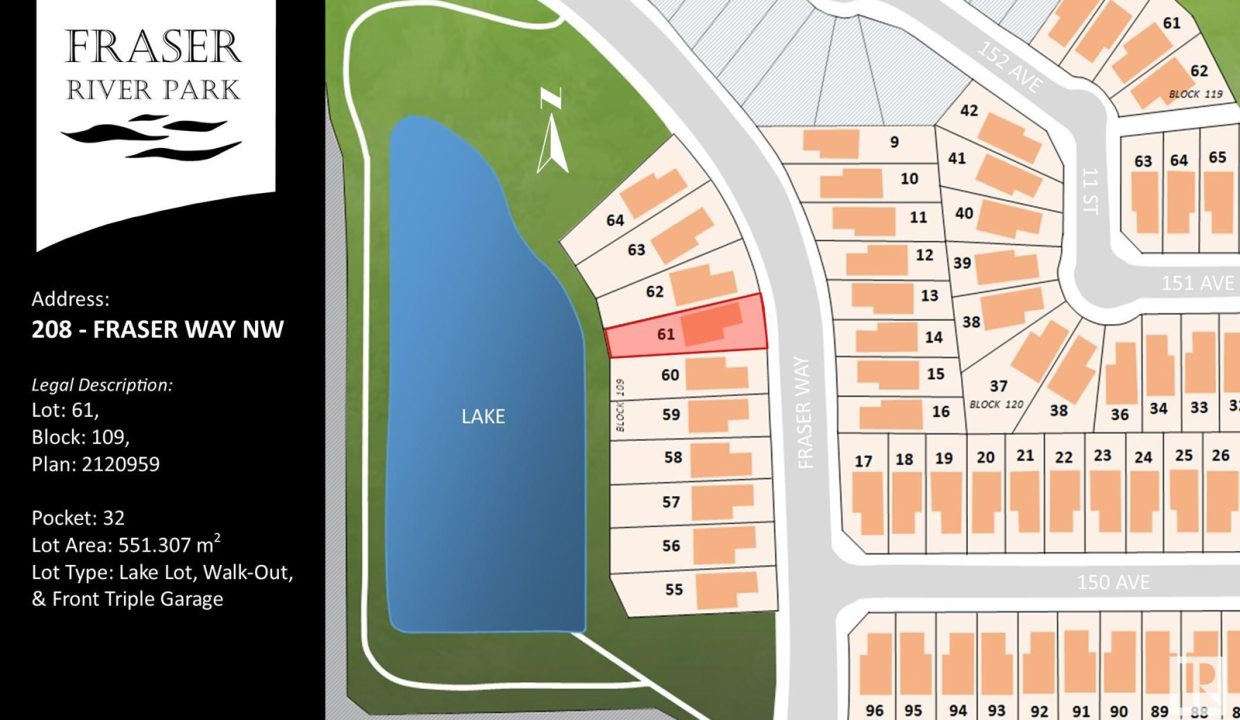 FRASER
RIVER PARK
Address:
208 - FRASER WAY NW
Legal Description:
Lot: 61,
Block: 109,
Plan: 2120959
Pocket: 32
Lot Area: 551.307 m²
Lot Type: Lake Lot, Walk-Out,
& Front Triple Garage
N
LAKE
64
63
62
61
60
59
58
57
56
55
BLOCK 109
FRASER WAY
9
10
11
12
13
14
15
16
42
41
40
39
38
37
BLOCK 120
38
36
34
33
152 AVE
11 ST
151 AVE
61
62
BLOCK 119
63
64
65
17
18
19
20
21
22
23
24
25
26
150 AVE
96
95
94
93
92
91
90
89
88
R